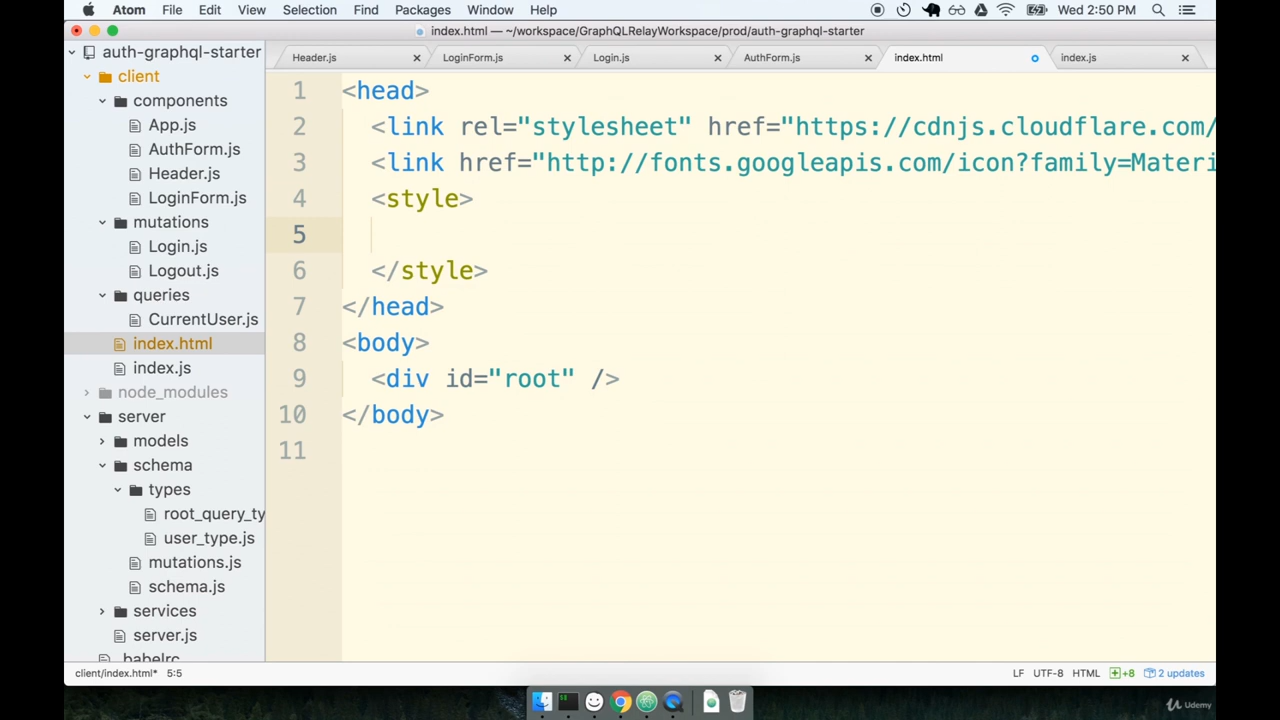 Atom File Edit View Selection Find Packages Window Help Wed 2:50 PM
index.html — ~/workspace/GraphQLRelayWorkspace/prod/auth-graphql-starter
auth-graphql-starter
client
components
App.js
AuthForm.js
Header.js
LoginForm.js
mutations
Login.js
Logout.js
queries
CurrentUser.js
index.html
index.js
node_modules
server
models
schema
types
root_query_ty
user_type.js
mutations.js
schema.js
services
server.js
.babelrc
Header.js LoginForm.js Login.js AuthForm.js index.html index.js
1 <head>
2 <link rel="stylesheet" href="https://cdnjs.cloudflare.com/
3 <link href="http://fonts.googleapis.com/icon?family=Materi
4 <style>
5
6 </style>
7 </head>
8 <body>
9 <div id="root" />
10 </body>
11
client/index.html* 5:5 LF UTF-8 HTML +8 2 updates
Udemy